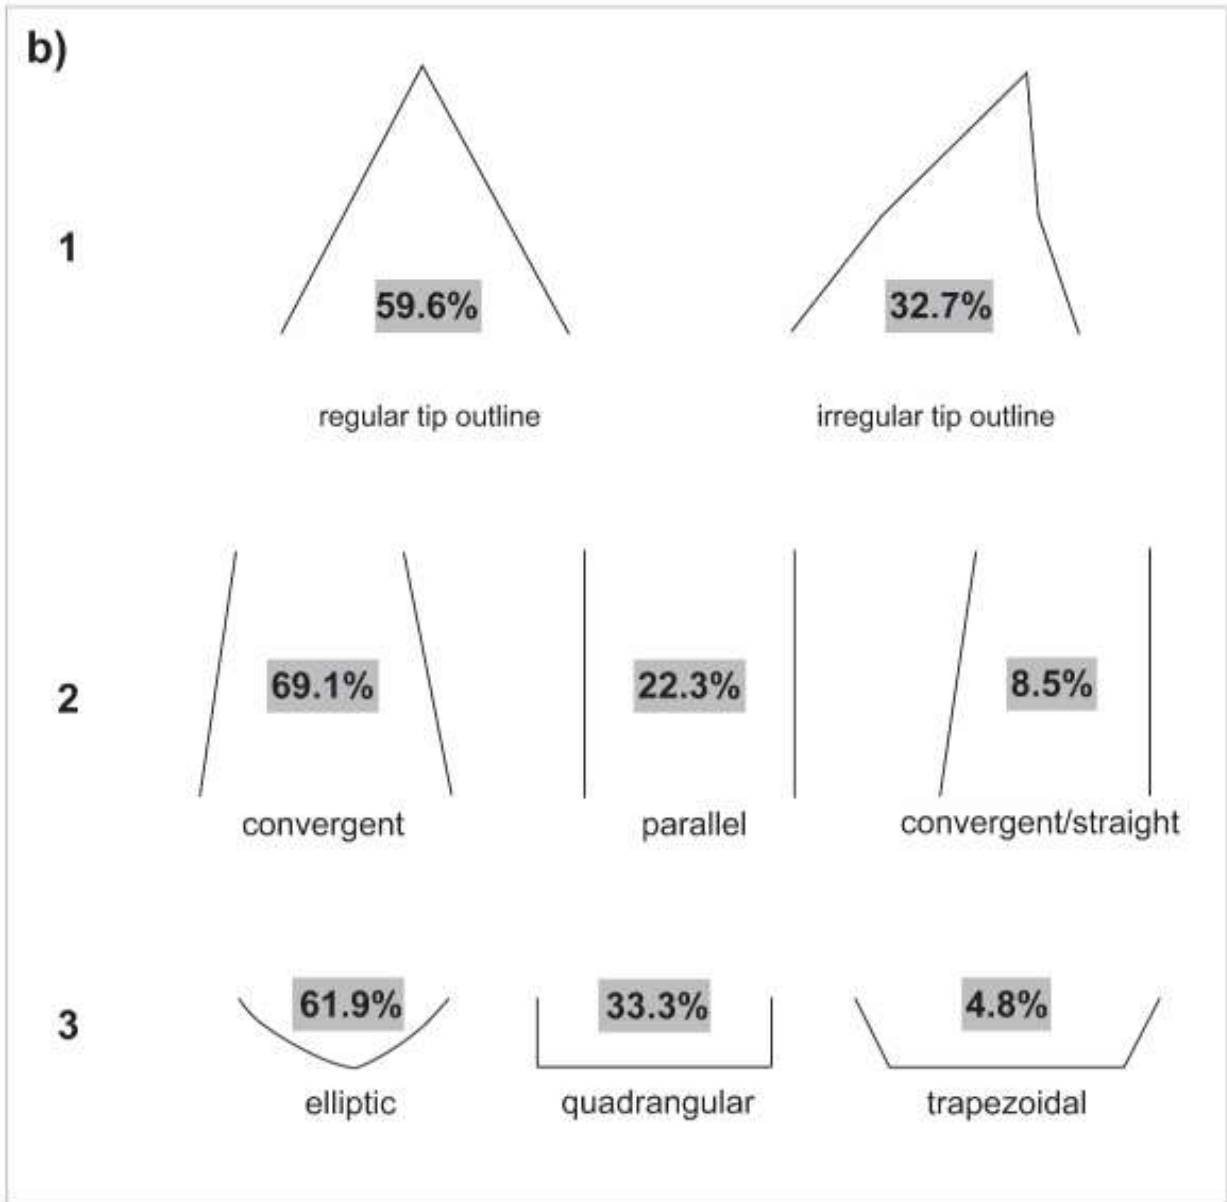 b)
1
59.6%
32.7%
regular tip outline
irregular tip outline
2
69.1%
22.3%
8.5%
convergent
parallel
convergent/straight
3
61.9%
33.3%
4.8%
elliptic
quadrangular
trapezoidal